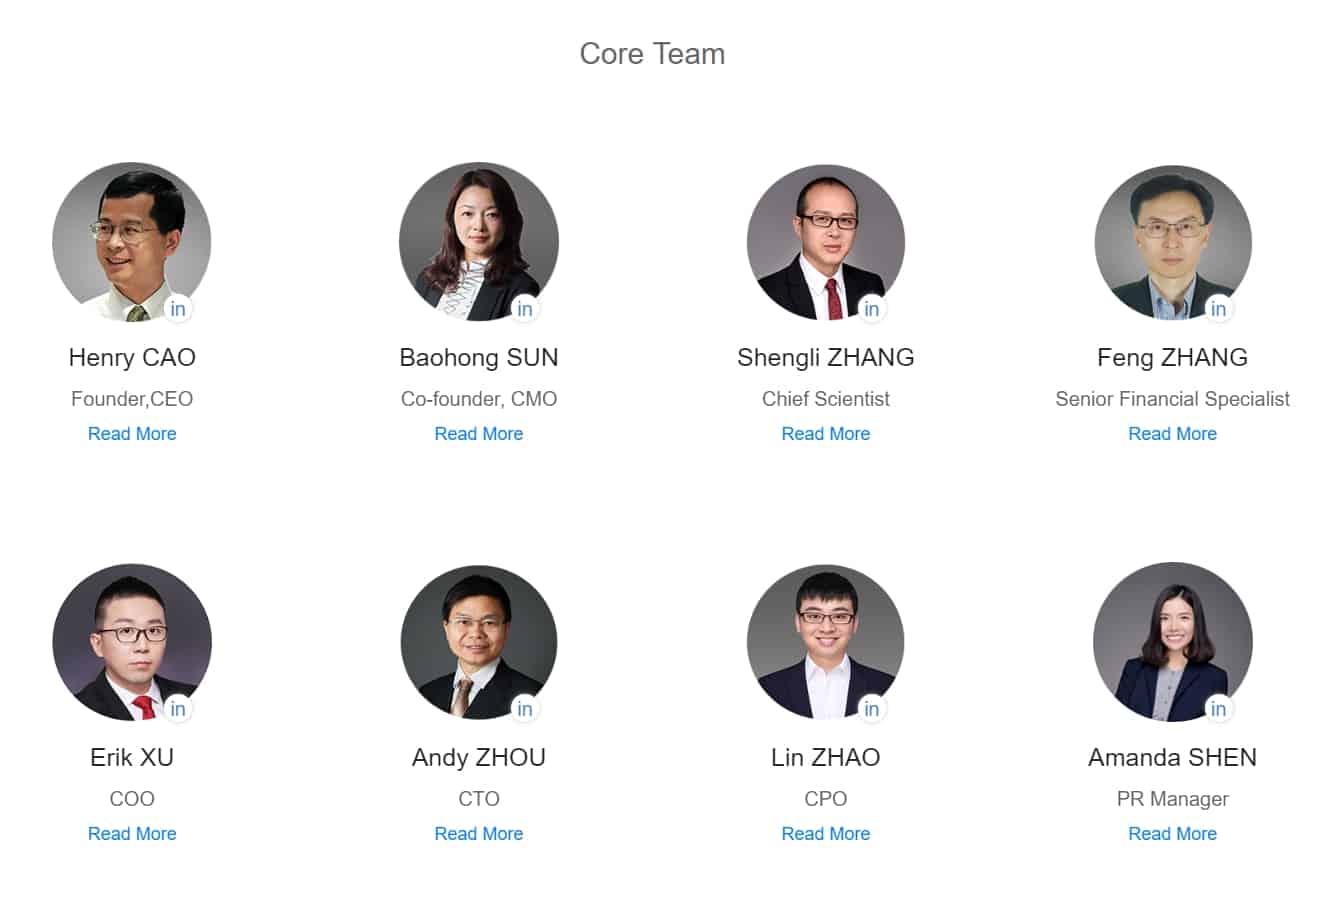 Core Team
in
in
in
in
Henry CAO
Baohong SUN
Shengli ZHANG
Feng ZHANG
Founder,CEO
Co-founder, CMO
Chief Scientist
Senior Financial Specialist
Read More
Read More
Read More
Read More
in
in
in
in
Erik XU
Andy ZHOU
Lin ZHAO
Amanda SHEN
COO
CTO
CPO
PR Manager
Read More
Read More
Read More
Read More